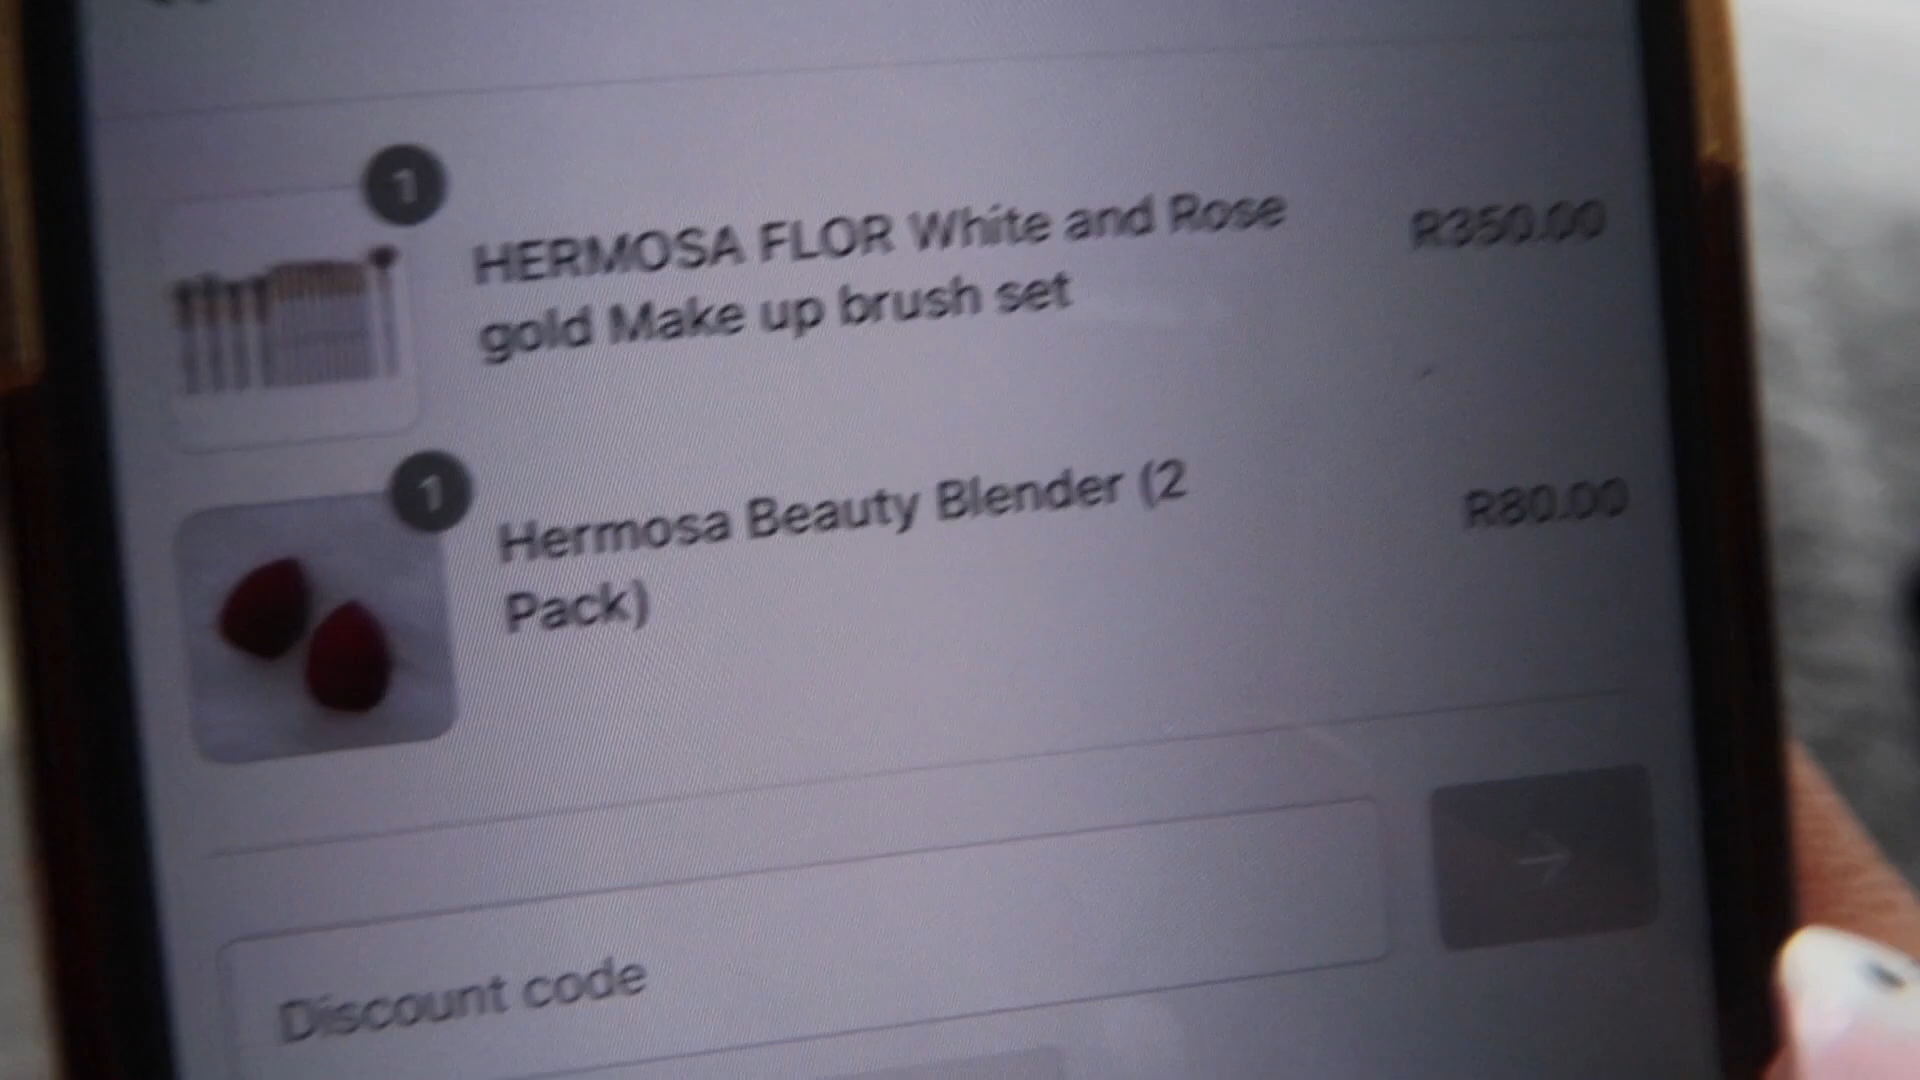 1
HERMOSA FLOR White and Rose
gold Make up brush set
R350.00
1
Hermosa Beauty Blender (2
Pack)
R80.00
Discount code